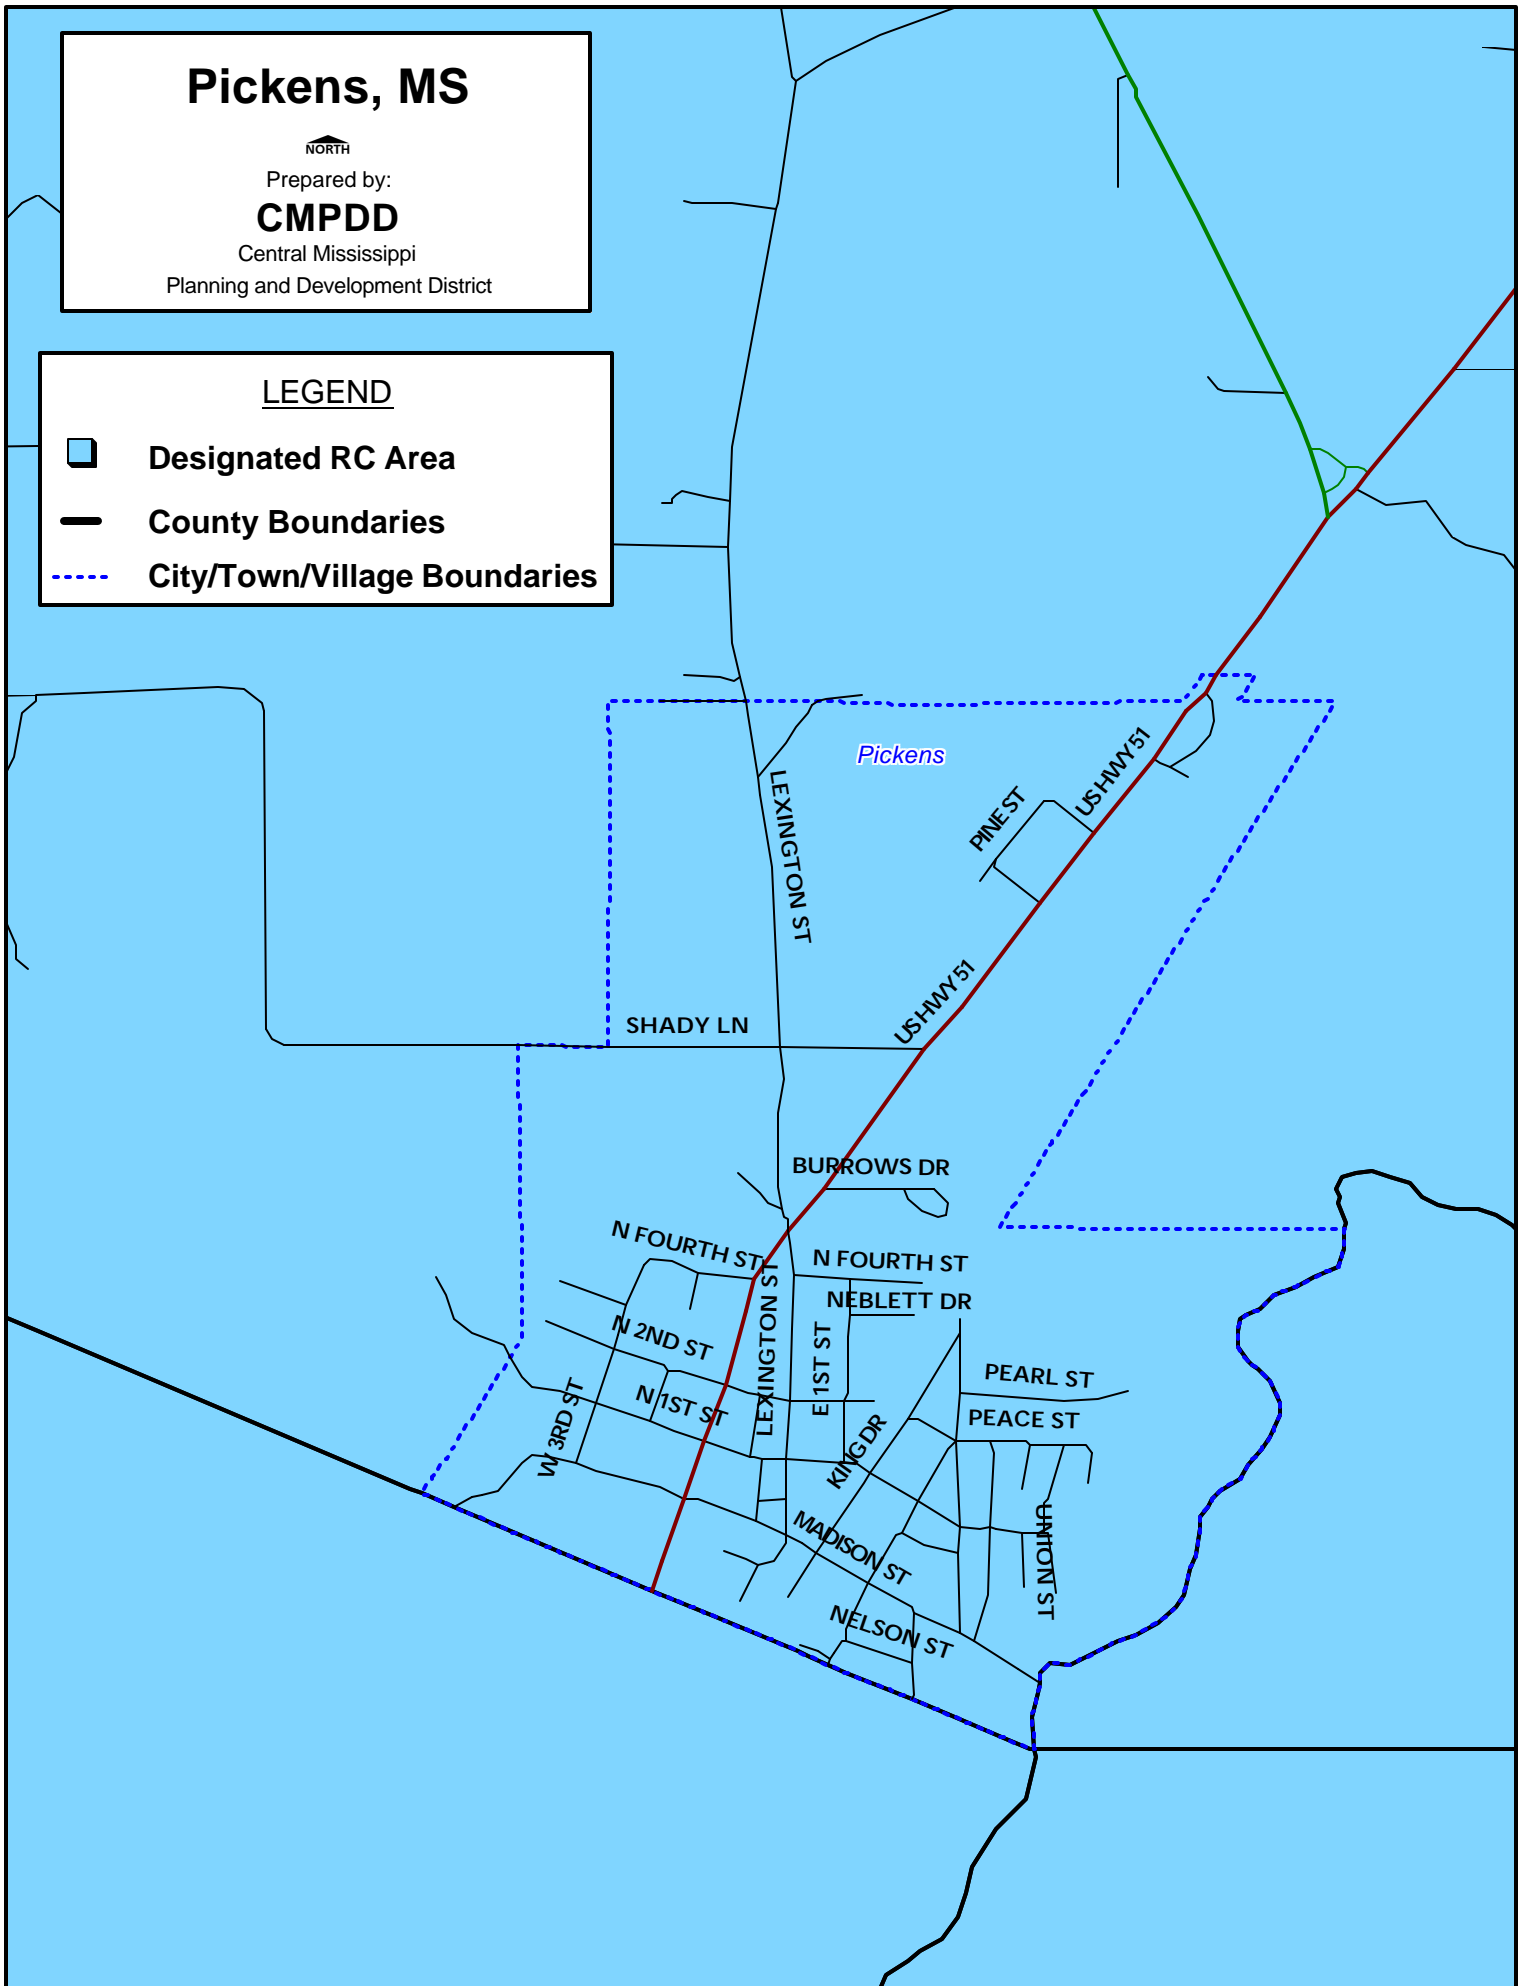 Pickens, MS
NORTH
Prepared by:
CMPDD
Central Mississippi
Planning and Development District
LEGEND
Designated RC Area
County Boundaries
City/Town/Village Boundaries
Pickens
US HWY 51
LEXINGTON ST
PINE ST
US HWY 51
SHADY LN
BURROWS DR
N FOURTH ST
N FOURTH ST
NEBLETT DR
LEXINGTON ST
N 2ND ST
E 1ST ST
PEARL ST
W 3RD ST
N 1ST ST
PEACE ST
KING DR
MADISON ST
UNION ST
NELSON ST